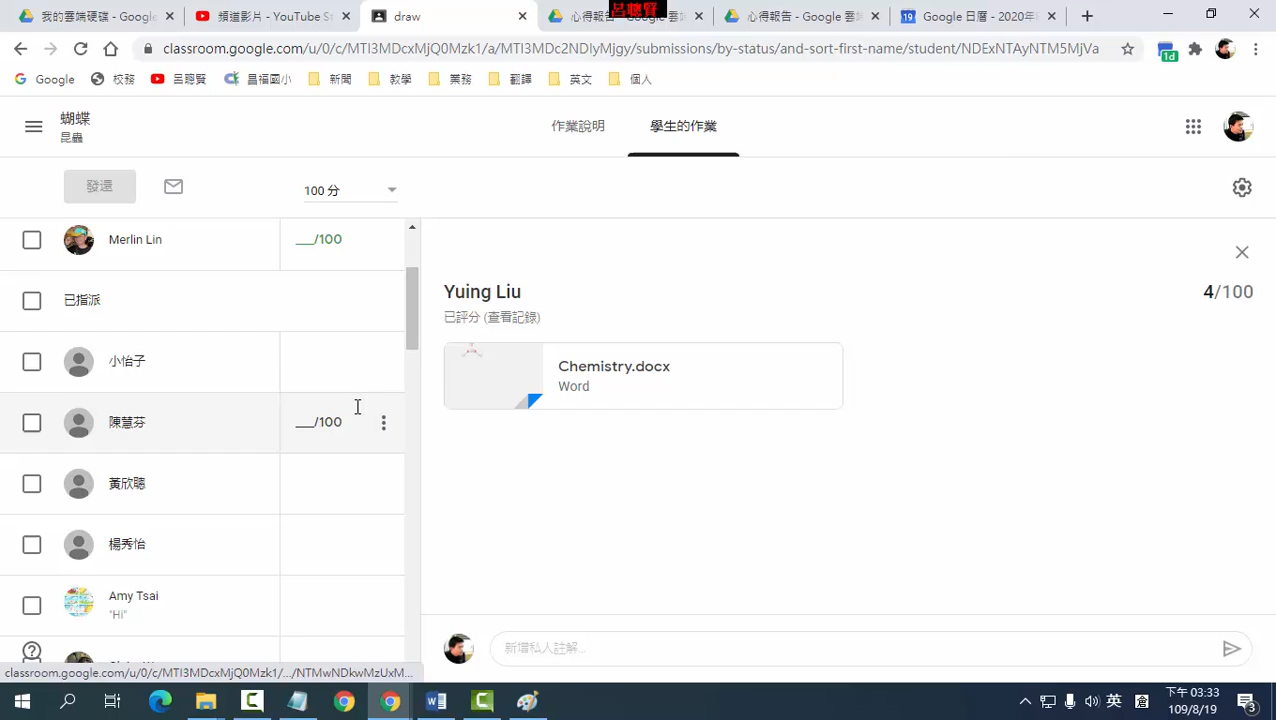 呂聰賢
我的雲端硬碟 - Google
頻道影片 - YouTube S
draw
心得報告 - Google 雲
心得報告 - Google 雲
Google 日曆 - 2020年
classroom.google.com/u/0/c/MTI3MDcxMjQ0Mzk1/a/MTI3MDc2NDIyMjgy/submissions/by-status/and-sort-first-name/student/NDExNTAyNTM5MjVa
1d
Google
校務
呂聰賢
昌福國小
新聞
教學
業務
翻譯
英文
個人
蝴蝶
昆蟲
作業說明
學生的作業
發還
100 分
Merlin Lin
___/100
已指派
小怡子
陳慧芬
___/100
黃欣聰
楊秀怡
Amy Tsai
"Hi"
Yuing Liu
4/100
已評分 (查看記錄)
Chemistry.docx
Word
新增私人註解...
classroom.google.com/u/0/c/MTI3MDcxMjQ0Mzk1/.../NTMwNDkwMzUxM...
英
下午 03:33
109/8/19
3